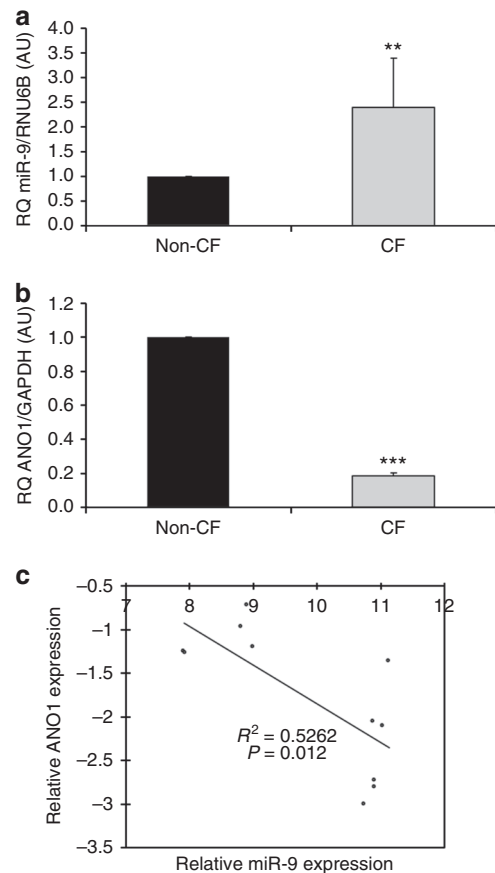 a
RQ miR-9/RNU6B (AU)
4.0
3.5
3.0
2.5
2.0
1.5
1.0
0.5
0.0
**
Non-CF
CF
b
RQ ANO1/GAPDH (AU)
1.2
1.0
0.8
0.6
0.4
0.2
0.0
***
Non-CF
CF
c
Relative ANO1 expression
–0.5
7 8 9 10 11 12
–1
–1.5
–2
–2.5
–3
–3.5
R² = 0.5262
P = 0.012
Relative miR-9 expression